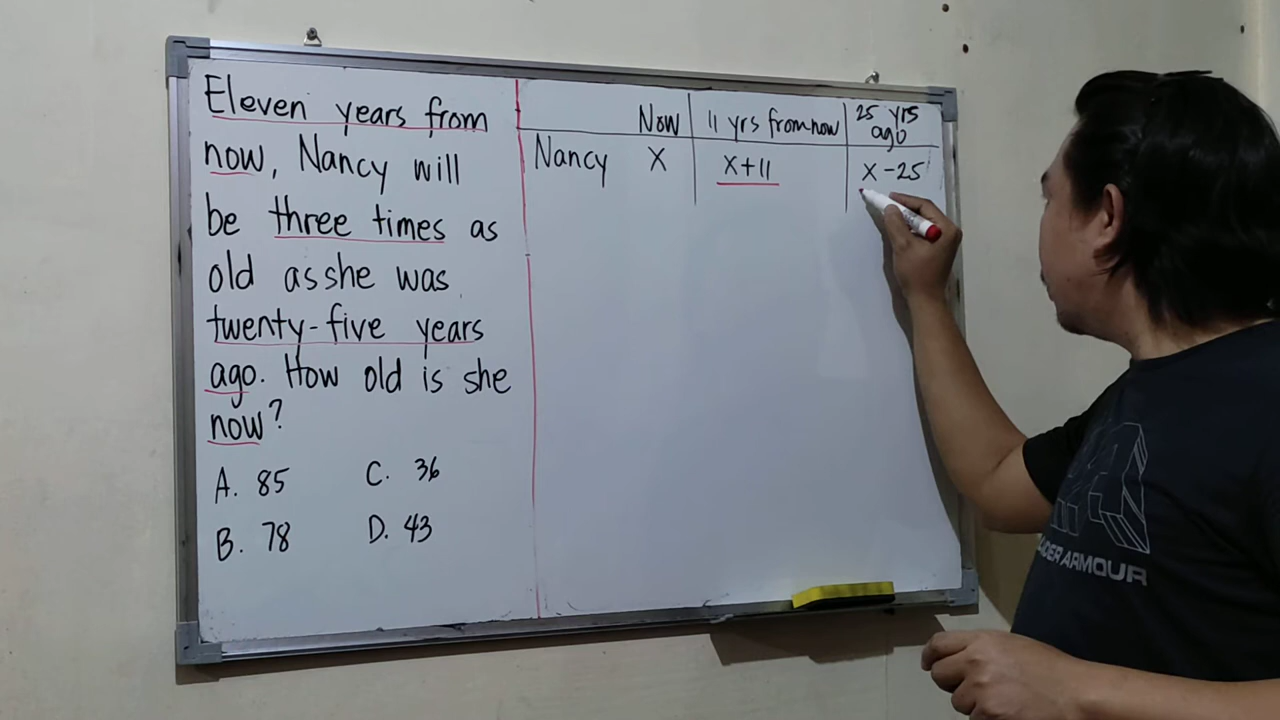 Eleven years from
now, Nancy will
be three times as
old as she was
twenty-five years
ago. How old is she
now?
A. 85 C. 36
B. 78 D. 43
Now 11 yrs from now 25 yrs ago
Nancy X X+11 X-25
UNDER ARMOUR